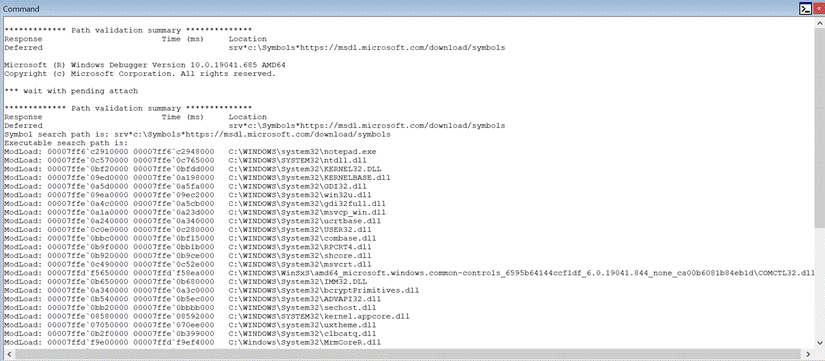 Command
************* Path validation summary **************
Response                         Time (ms)     Location
Deferred                                       srv*c:\Symbols*https://msdl.microsoft.com/download/symbols
Microsoft (R) Windows Debugger Version 10.0.19041.685 AMD64
Copyright (c) Microsoft Corporation. All rights reserved.
*** wait with pending attach
************* Path validation summary **************
Response                         Time (ms)     Location
Deferred                                       srv*c:\Symbols*https://msdl.microsoft.com/download/symbols
Symbol search path is: srv*c:\Symbols*https://msdl.microsoft.com/download/symbols
Executable search path is:
ModLoad: 00007ff6`c2910000 00007ff6`c2948000   C:\WINDOWS\system32\notepad.exe
ModLoad: 00007ffe`0c570000 00007ffe`0c765000   C:\WINDOWS\SYSTEM32\ntdll.dll
ModLoad: 00007ffe`0bf20000 00007ffe`0bfdd000   C:\WINDOWS\System32\KERNEL32.DLL
ModLoad: 00007ffe`09ed0000 00007ffe`0a198000   C:\WINDOWS\System32\KERNELBASE.dll
ModLoad: 00007ffe`0a5d0000 00007ffe`0a5fa000   C:\WINDOWS\System32\GDI32.dll
ModLoad: 00007ffe`09ea0000 00007ffe`09ec2000   C:\WINDOWS\System32\win32u.dll
ModLoad: 00007ffe`0a4c0000 00007ffe`0a5cb000   C:\WINDOWS\System32\gdi32full.dll
ModLoad: 00007ffe`0a1a0000 00007ffe`0a23d000   C:\WINDOWS\System32\msvcp_win.dll
ModLoad: 00007ffe`0a240000 00007ffe`0a340000   C:\WINDOWS\System32\ucrtbase.dll
ModLoad: 00007ffe`0c0e0000 00007ffe`0c280000   C:\WINDOWS\System32\USER32.dll
ModLoad: 00007ffe`0bbc0000 00007ffe`0bf15000   C:\WINDOWS\System32\combase.dll
ModLoad: 00007ffe`0b9f0000 00007ffe`0bb1b000   C:\WINDOWS\System32\RPCRT4.dll
ModLoad: 00007ffe`0b920000 00007ffe`0b9ce000   C:\WINDOWS\System32\shcore.dll
ModLoad: 00007ffe`0c490000 00007ffe`0c52e000   C:\WINDOWS\System32\msvcrt.dll
ModLoad: 00007ffd`f5650000 00007ffd`f58ea000   C:\WINDOWS\WinSxS\amd64_microsoft.windows.common-controls_6595b64144ccf1df_6.0.19041.844_none_ca00b6081b84eb1d\COMCTL32.dll
ModLoad: 00007ffe`0b650000 00007ffe`0b680000   C:\WINDOWS\System32\IMM32.DLL
ModLoad: 00007ffe`0a340000 00007ffe`0a3c0000   C:\WINDOWS\System32\bcryptPrimitives.dll
ModLoad: 00007ffe`0b540000 00007ffe`0b5ec000   C:\WINDOWS\System32\ADVAPI32.dll
ModLoad: 00007ffe`0bb20000 00007ffe`0bbbb000   C:\WINDOWS\System32\sechost.dll
ModLoad: 00007ffe`08580000 00007ffe`08592000   C:\WINDOWS\SYSTEM32\kernel.appcore.dll
ModLoad: 00007ffe`07050000 00007ffe`070ee000   C:\WINDOWS\system32\uxtheme.dll
ModLoad: 00007ffe`0b2f0000 00007ffe`0b399000   C:\WINDOWS\System32\clbcatq.dll
ModLoad: 00007ffd`f9e00000 00007ffd`f9ef4000   C:\Windows\System32\MrmCoreR.dll